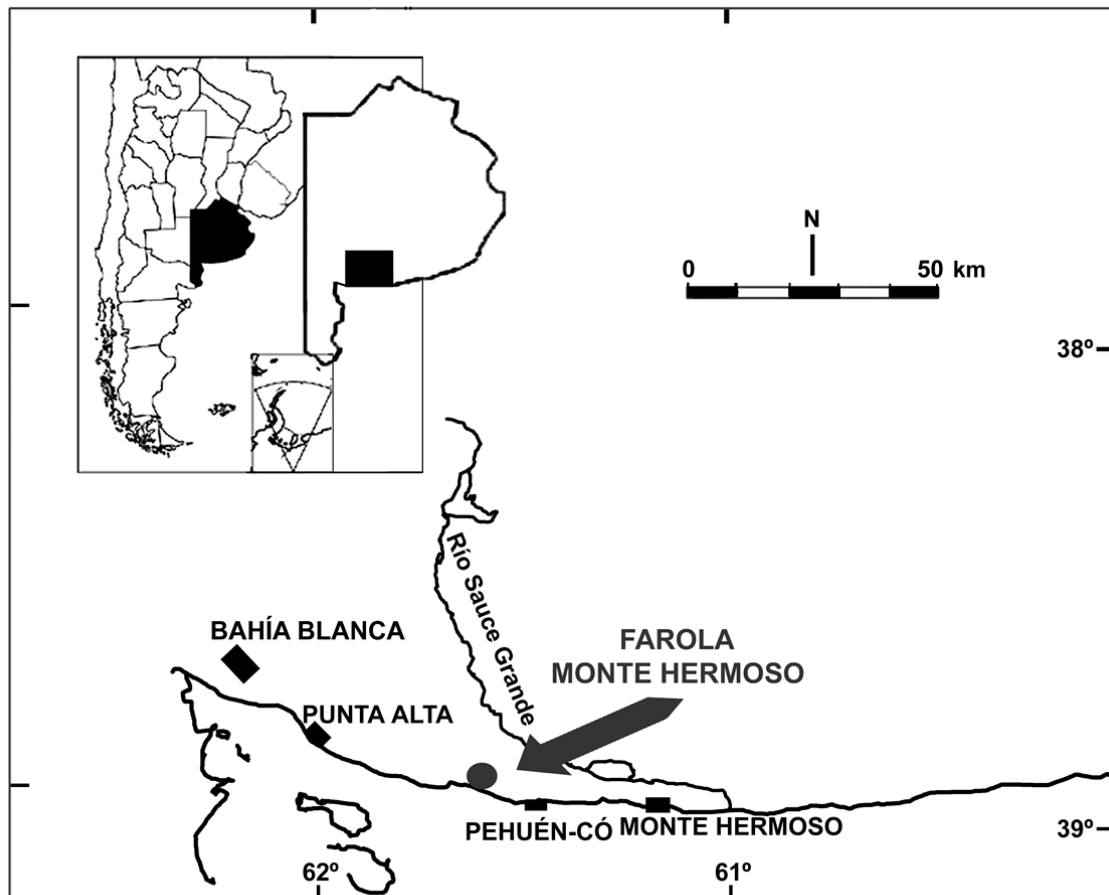 N
0 50 km
38º
Río Sauce Grande
BAHÍA BLANCA
FAROLA
MONTE HERMOSO
PUNTA ALTA
PEHUÉN-CÓ
MONTE HERMOSO
39º
62º
61º